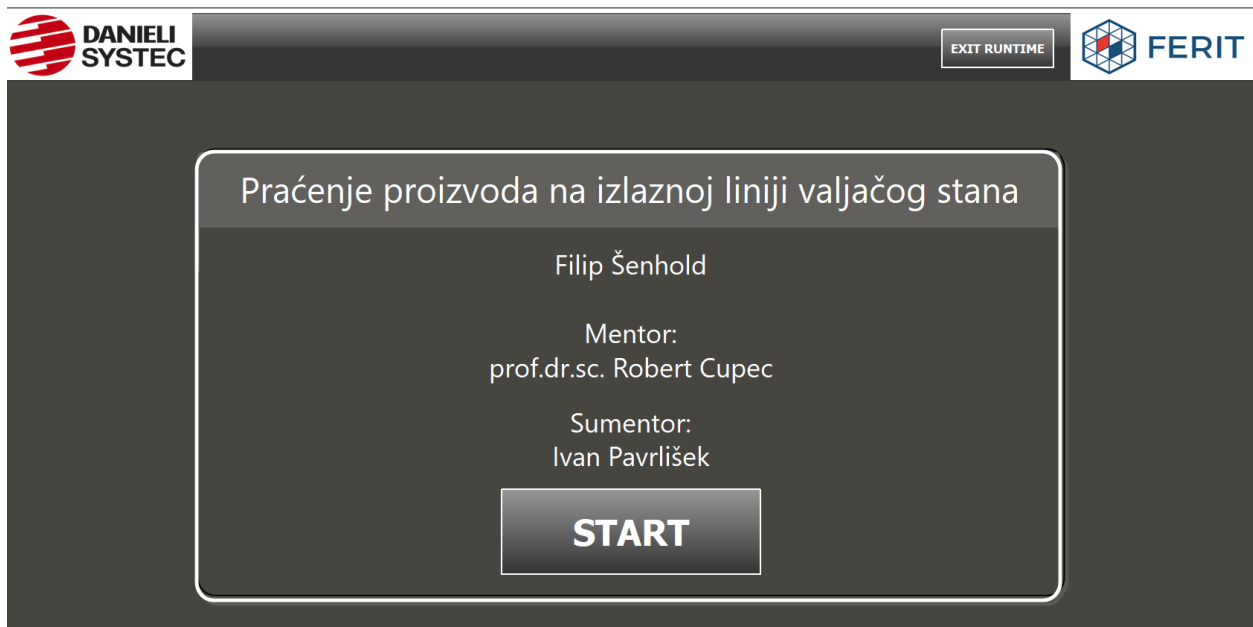 DANIELI
SYSTEC
EXIT RUNTIME
FERIT
Praćenje proizvoda na izlaznoj liniji valjačog stana
Filip Šenhold
Mentor:
prof.dr.sc. Robert Cupec
Sumentor:
Ivan Pavrlišek
START